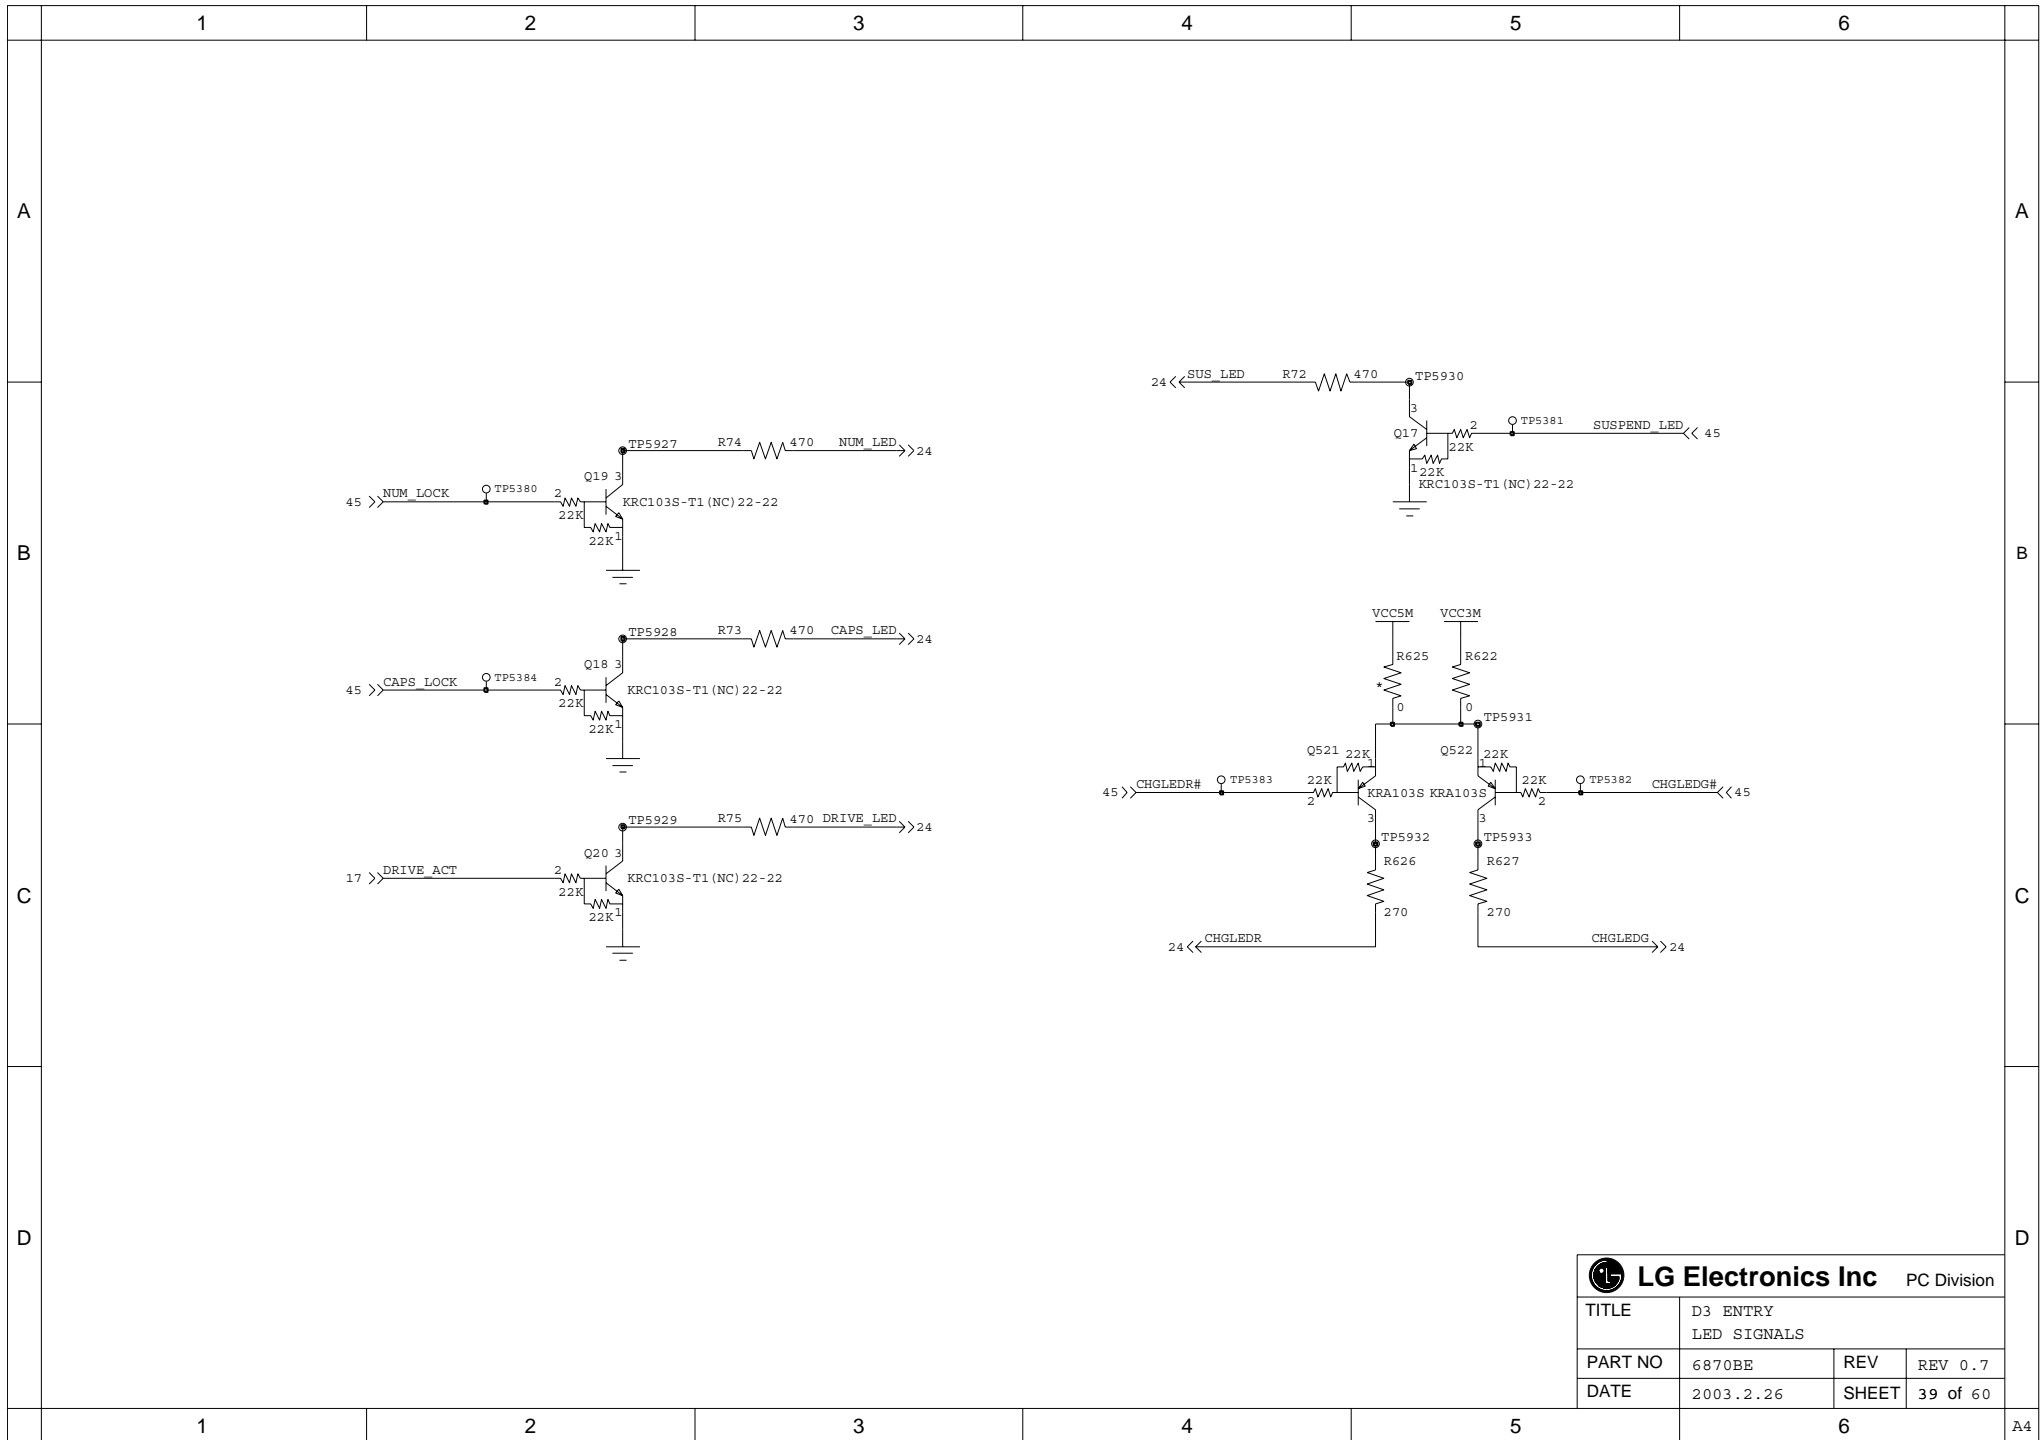 1 2 3 4 5 6
A A
24 SUS_LED R72 470 TP5930
3
Q17 2 TP5381 SUSPEND_LED 45
22K
1 22K
KRC103S-T1(NC)22-22
TP5927 R74 470 NUM_LED 24
Q19 3
45 NUM_LOCK TP5380 2 KRC103S-T1(NC)22-22
22K
22K 1
B B
TP5928 R73 470 CAPS_LED 24
Q18 3
45 CAPS_LOCK TP5384 2 KRC103S-T1(NC)22-22
22K
22K 1
VCC5M VCC3M
R625 R622
*
0 0
TP5931
Q521 22K 1 Q522 1 22K
45 CHGLEDR# TP5383 22K 2 KRA103S KRA103S 22K 2 TP5382 CHGLEDG# 45
3 3
TP5932 TP5933
R626 R627
270 270
24 CHGLEDR CHGLEDG 24
TP5929 R75 470 DRIVE_LED 24
Q20 3
17 DRIVE_ACT 2 KRC103S-T1(NC)22-22
22K
22K 1
C C
D D
LG LG Electronics Inc PC Division
TITLE D3 ENTRY
LED SIGNALS
PART NO 6870BE REV REV 0.7
DATE 2003.2.26 SHEET 39 of 60
1 2 3 4 5 6 A4